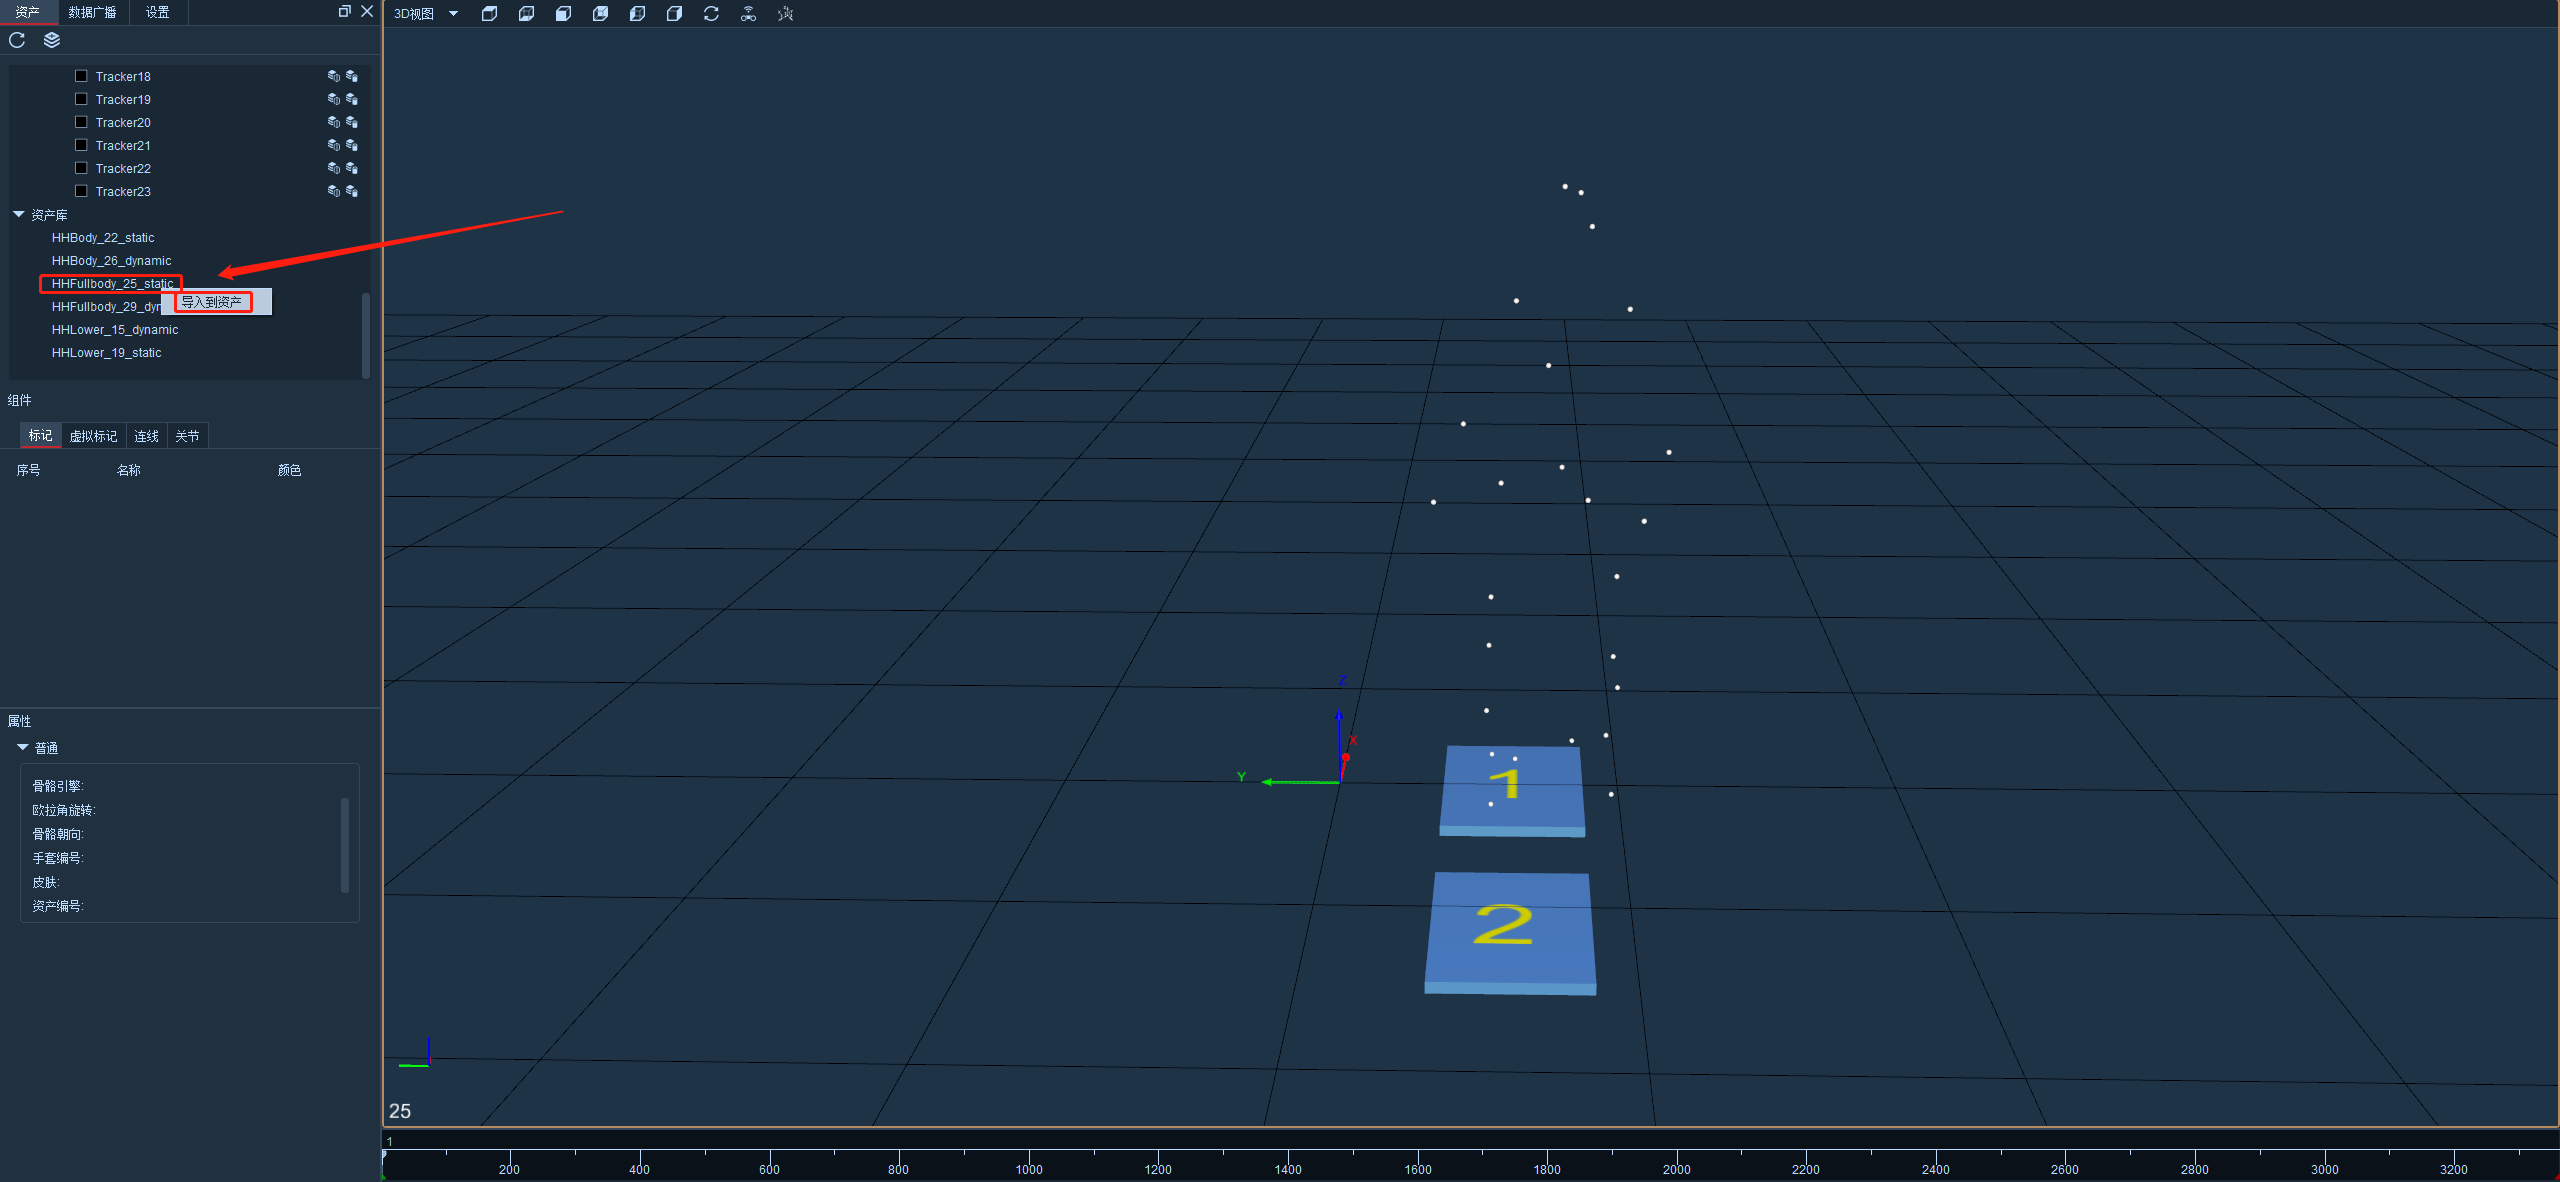 资产 数据广播 设置
3D视图
Tracker18
Tracker19
Tracker20
Tracker21
Tracker22
Tracker23
资产库
HHBody_22_static
HHBody_26_dynamic
HHFullbody_25_static
导入到资产
HHFullbody_29_dyn
HHLower_15_dynamic
HHLower_19_static
组件
标记 虚拟标记 连线 关节
序号 名称 颜色
属性
普通
骨骼引擎:
欧拉角旋转:
骨骼朝向:
手套编号:
皮肤:
资产编号:
Z
X
Y
1
2
25
1
200 400 600 800 1000 1200 1400 1600 1800 2000 2200 2400 2600 2800 3000 3200